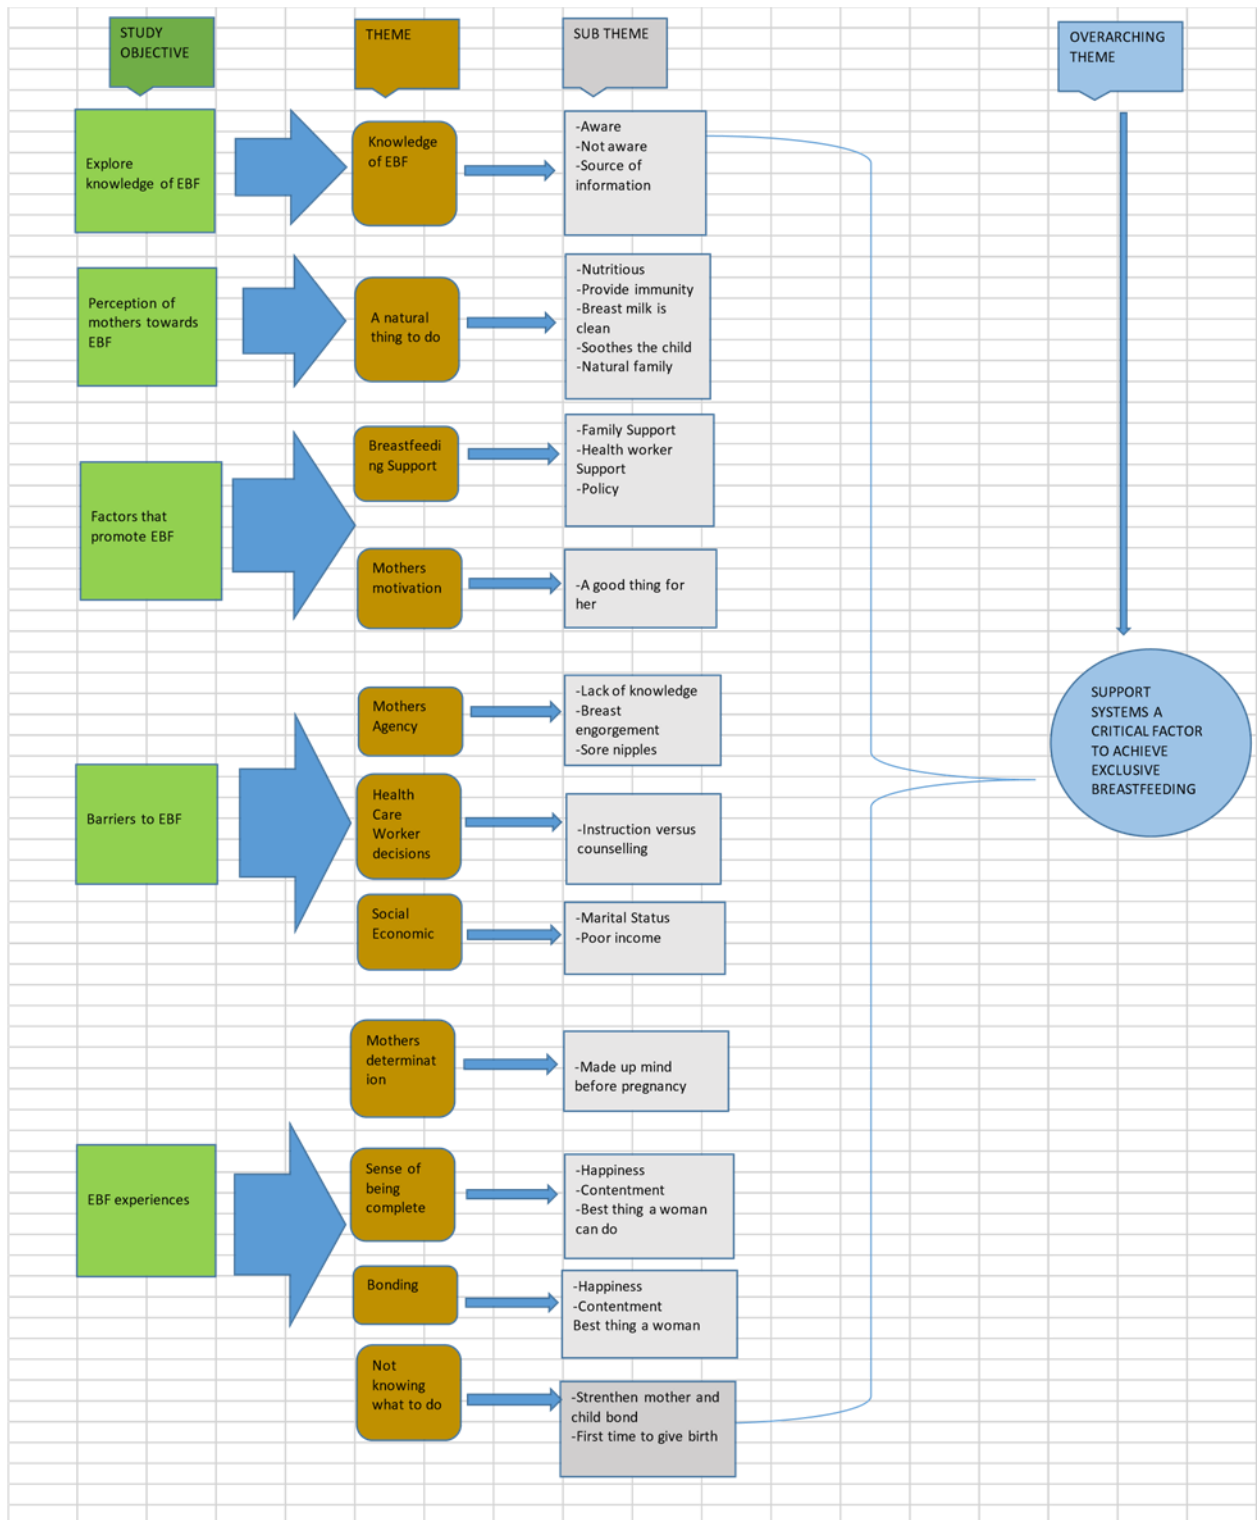 STUDY
OBJECTIVE
THEME
SUB THEME
OVERARCHING
THEME
Explore
knowledge of EBF
Knowledge
of EBF
-Aware
-Not aware
-Source of
information
Perception of
mothers towards
EBF
A natural
thing to do
-Nutritious
-Provide immunity
-Breast milk is
clean
-Soothes the child
-Natural family
Factors that
promote EBF
Breastfeedi
ng Support
-Family Support
-Health worker
Support
-Policy
Mothers
motivation
-A good thing for
her
Barriers to EBF
Mothers
Agency
-Lack of knowledge
-Breast
engorgement
-Sore nipples
Health
Care
Worker
decisions
-Instruction versus
counselling
Social
Economic
-Marital Status
-Poor income
EBF experiences
Mothers
determinat
ion
-Made up mind
before pregnancy
Sense of
being
complete
-Happiness
-Contentment
-Best thing a woman
can do
Bonding
-Happiness
-Contentment
Best thing a woman
Not
knowing
what to do
-Strenthen mother and
child bond
-First time to give birth
SUPPORT
SYSTEMS A
CRITICAL FACTOR
TO ACHIEVE
EXCLUSIVE
BREASTFEEDING